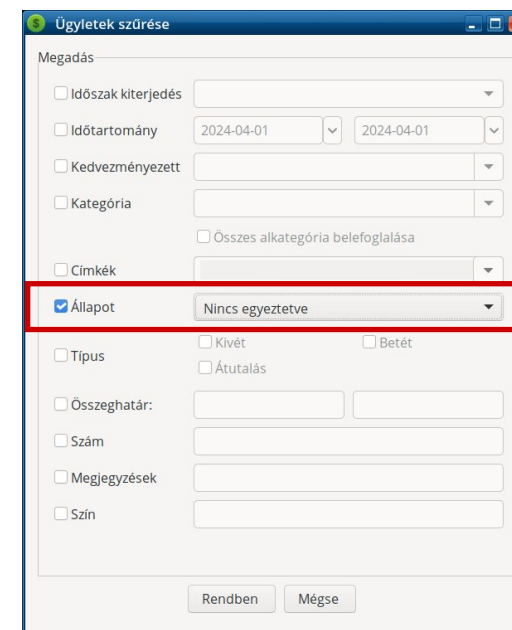 Ügyletek szűrése
Megadás
Időszak kiterjedés
Időtartomány 2024-04-01 2024-04-01
Kedvezményezett
Kategória
Összes alkategória belefoglalása
Címkék
Állapot Nincs egyeztetve
Kivét Betét
Típus
Átutalás
Összeghatár:
Szám
Megjegyzések
Szín
Rendben Mégse